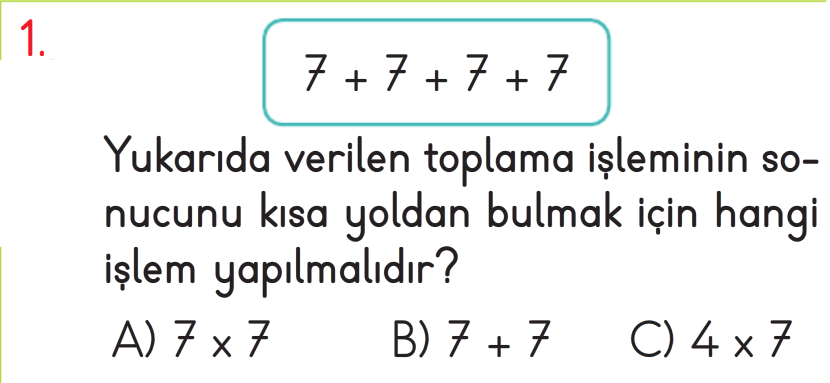 1.
7 + 7 + 7 + 7
Yukarıda verilen toplama işleminin so-
nucunu kısa yoldan bulmak için hangi
işlem yapılmalıdır?
A) 7 x 7 B) 7 + 7 C) 4 x 7